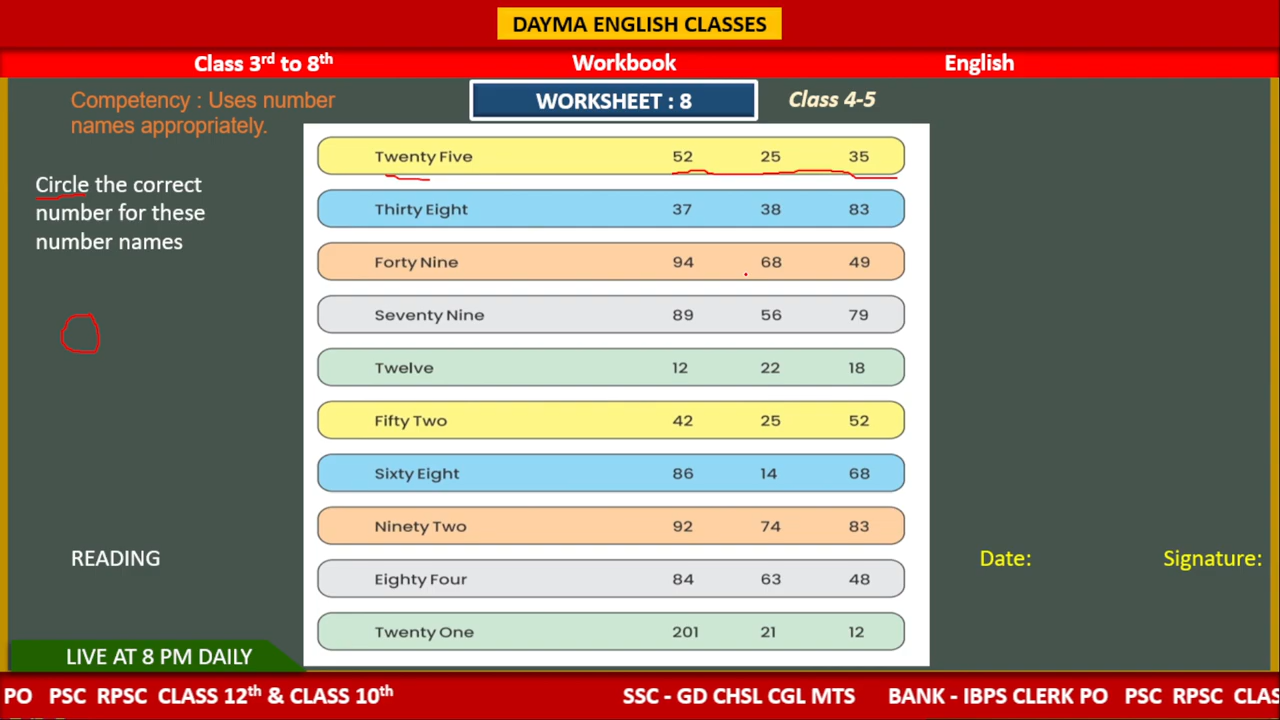 DAYMA ENGLISH CLASSES
Class 3rd to 8th Workbook English
Competency : Uses number
names appropriately.
WORKSHEET : 8
Class 4-5
Circle the correct
number for these
number names
Twenty Five 52 25 35
Thirty Eight 37 38 83
Forty Nine 94 68 49
Seventy Nine 89 56 79
Twelve 12 22 18
Fifty Two 42 25 52
Sixty Eight 86 14 68
Ninety Two 92 74 83
Eighty Four 84 63 48
Twenty One 201 21 12
READING
Date: Signature:
LIVE AT 8 PM DAILY
PO PSC RPSC CLASS 12th & CLASS 10th SSC - GD CHSL CGL MTS BANK - IBPS CLERK PO PSC RPSC CLAS